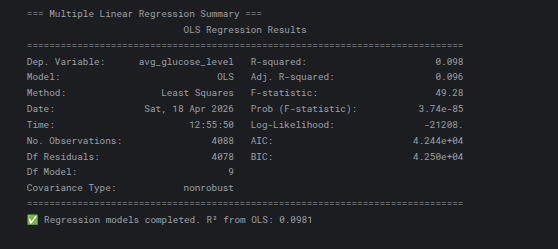 === Multiple Linear Regression Summary ===
OLS Regression Results
==============================================================================
Dep. Variable: avg_glucose_level R-squared: 0.098
Model: OLS Adj. R-squared: 0.096
Method: Least Squares F-statistic: 49.28
Date: Sat, 18 Apr 2026 Prob (F-statistic): 3.74e-85
Time: 12:55:50 Log-Likelihood: -21208.
No. Observations: 4088 AIC: 4.244e+04
Df Residuals: 4078 BIC: 4.250e+04
Df Model: 9
Covariance Type: nonrobust
==============================================================================
✅ Regression models completed. R² from OLS: 0.0981